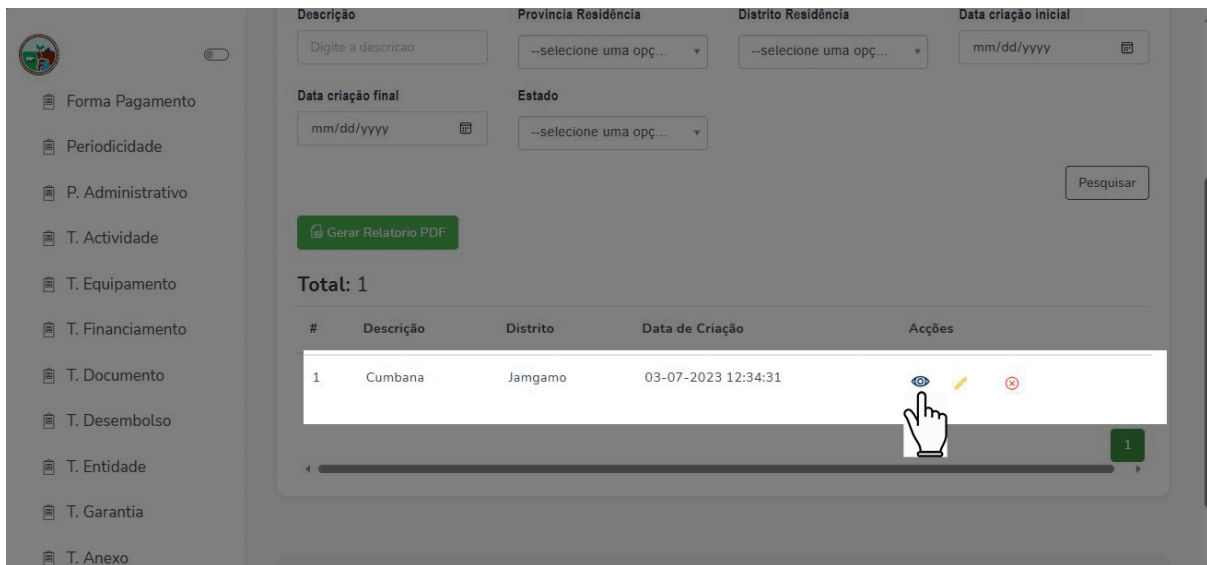 Descrição
Provincia Residência
Distrito Residência
Data criação inicial
Digite a descricao
--selecione uma opç...
--selecione uma opç...
mm/dd/yyyy
Data criação final
Estado
mm/dd/yyyy
--selecione uma opç...
Pesquisar
Gerar Relatorio PDF
Total: 1
# Descrição Distrito Data de Criação Acções
1 Cumbana Jamgamo 03-07-2023 12:34:31
1
Forma Pagamento
Periodicidade
P. Administrativo
T. Actividade
T. Equipamento
T. Financiamento
T. Documento
T. Desembolso
T. Entidade
T. Garantia
T. Anexo